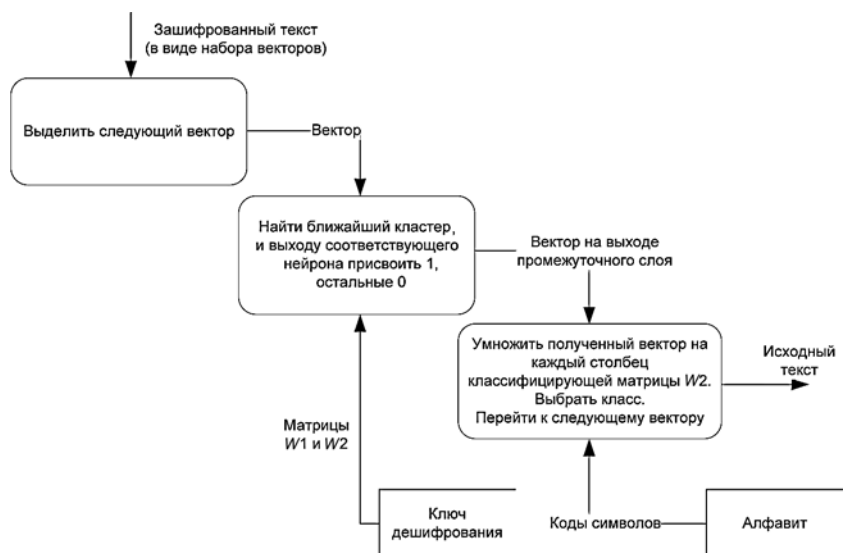 Зашифрованный текст
(в виде набора векторов)
Выделить следующий вектор
Вектор
Найти ближайший кластер,
и выходу соответствующего
нейрона присвоить 1,
остальные 0
Вектор на выходе
промежуточного слоя
Умножить полученный вектор на
каждый столбец
классифицирующей матрицы W2.
Выбрать класс.
Перейти к следующему вектору
Исходный
текст
Матрицы
W1 и W2
Ключ
дешифрования
Коды символов
Алфавит